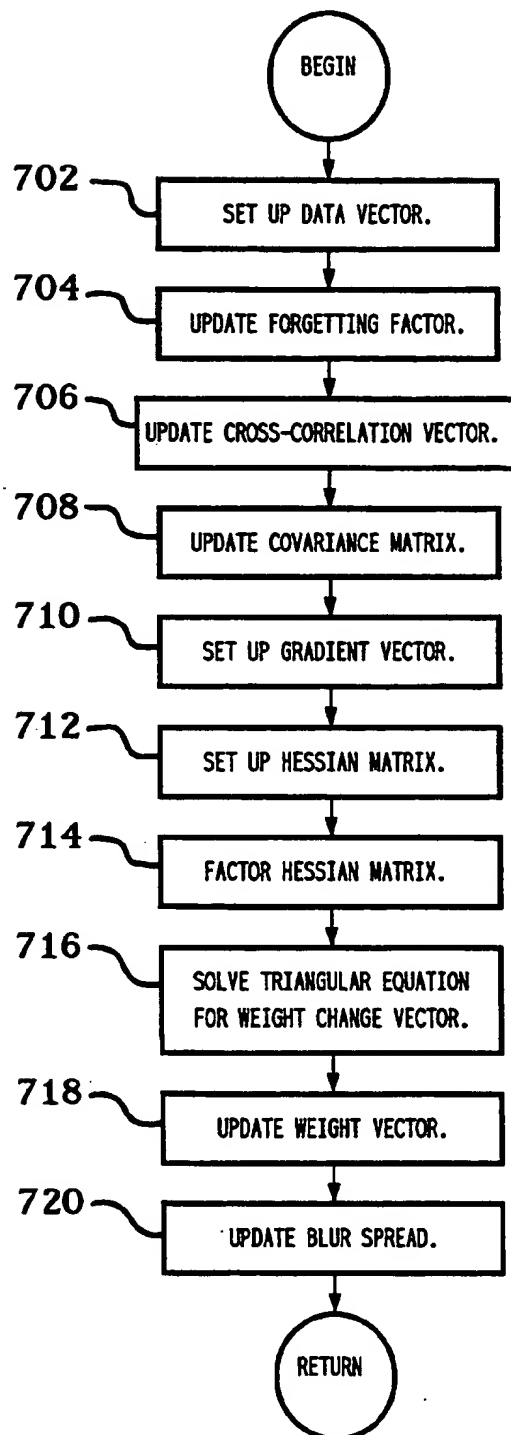 BEGIN
702
SET UP DATA VECTOR.
704
UPDATE FORGETTING FACTOR.
706
UPDATE CROSS-CORRELATION VECTOR.
708
UPDATE COVARIANCE MATRIX.
710
SET UP GRADIENT VECTOR.
712
SET UP HESSIAN MATRIX.
714
FACTOR HESSIAN MATRIX.
716
SOLVE TRIANGULAR EQUATION
FOR WEIGHT CHANGE VECTOR.
718
UPDATE WEIGHT VECTOR.
720
UPDATE BLUR SPREAD.
RETURN